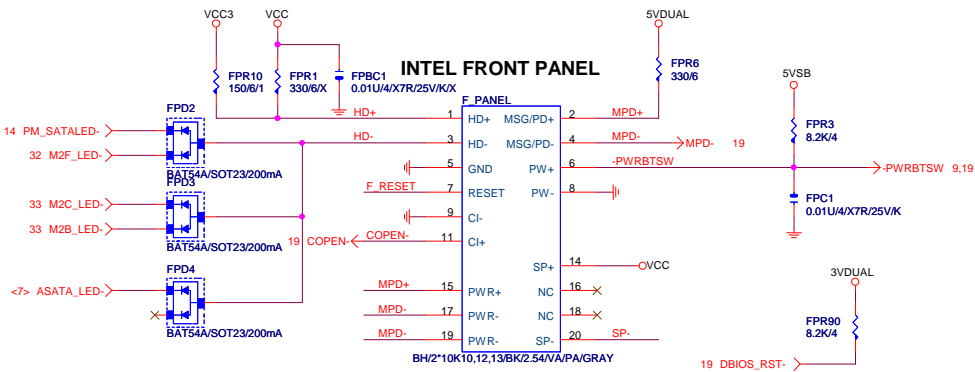 VCC3
VCC
5VDUAL
FPR10
150/6/1
FPR1
330/6/X
FPBC1
0.01U/4/X7R/25V/K/X
INTEL FRONT PANEL
FPR6
330/6
5VSB
FPD2
HD+
F_PANEL
1 HD+ MSG/PD+ 2
MPD+
FPR3
8.2K/4
14 PM_SATALED-
HD-
3 HD- MSG/PD- 4
MPD-
MPD- 19
32 M2F_LED-
BAT54A/SOT23/200mA
5 GND PW+ 6
-PWRBTSW
-PWRBTSW 9,19
FPD3
F_RESET
7 RESET PW- 8
33 M2C_LED-
FPC1
0.01U/4/X7R/25V/K
33 M2B_LED-
9 CI-
19 COPEN-
COPEN-
11 CI+
BAT54A/SOT23/200mA
FPD4
SP+ 14
VCC
3VDUAL
<7> ASATA_LED-
MPD+
15 PWR+ NC 16
MPD-
17 PWR- NC 18
FPR90
8.2K/4
MPD-
19 PWR- SP- 20
SP-
BAT54A/SOT23/200mA
BH/2*10K10,12,13/BK/2.54/VA/PA/GRAY
19 DBIOS_RST-